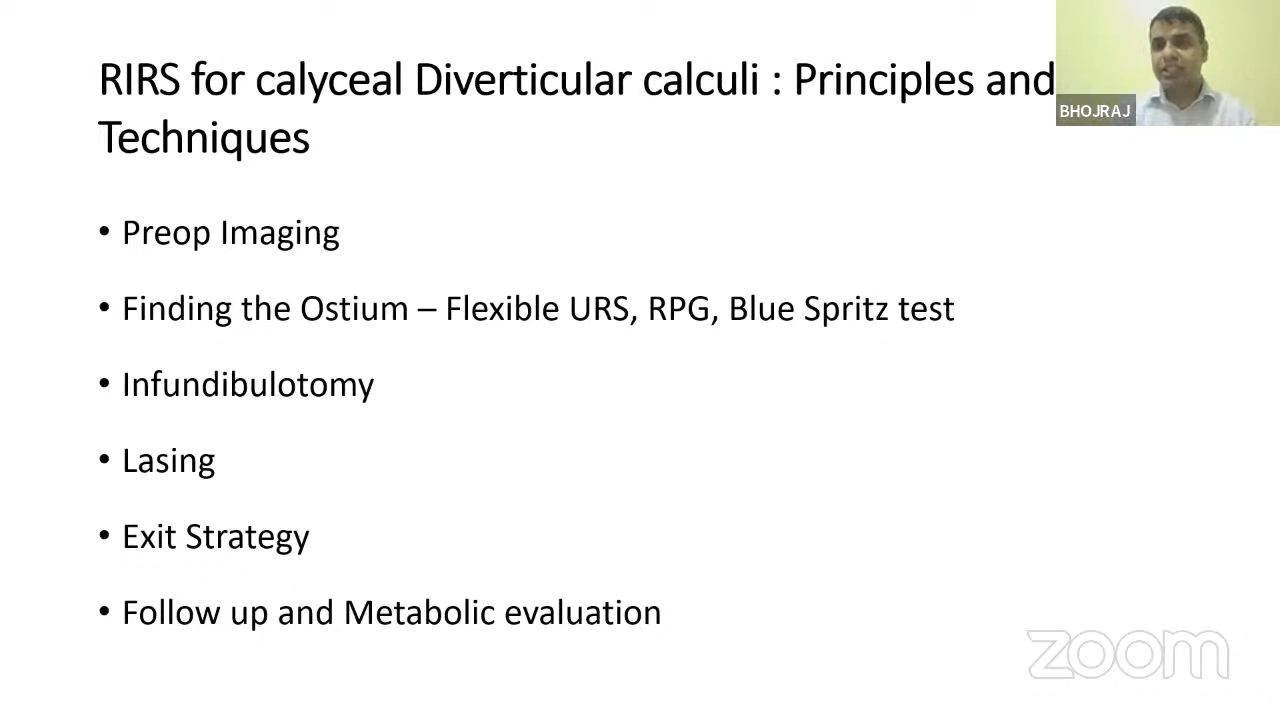 RIRS for calyceal Diverticular calculi : Principles and
Techniques
BHOJRAJ
• Preop Imaging
• Finding the Ostium – Flexible URS, RPG, Blue Spritz test
• Infundibulotomy
• Lasing
• Exit Strategy
• Follow up and Metabolic evaluation
zoom